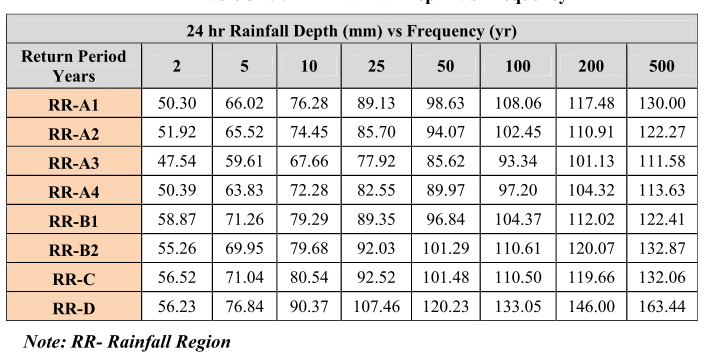 24 hr Rainfall Depth (mm) vs Frequency (yr)
Return Period Years 2 5 10 25 50 100 200 500
RR-A1 50.30 66.02 76.28 89.13 98.63 108.06 117.48 130.00
RR-A2 51.92 65.52 74.45 85.70 94.07 102.45 110.91 122.27
RR-A3 47.54 59.61 67.66 77.92 85.62 93.34 101.13 111.58
RR-A4 50.39 63.83 72.28 82.55 89.97 97.20 104.32 113.63
RR-B1 58.87 71.26 79.29 89.35 96.84 104.37 112.02 122.41
RR-B2 55.26 69.95 79.68 92.03 101.29 110.61 120.07 132.87
RR-C 56.52 71.04 80.54 92.52 101.48 110.50 119.66 132.06
RR-D 56.23 76.84 90.37 107.46 120.23 133.05 146.00 163.44
Note: RR- Rainfall Region